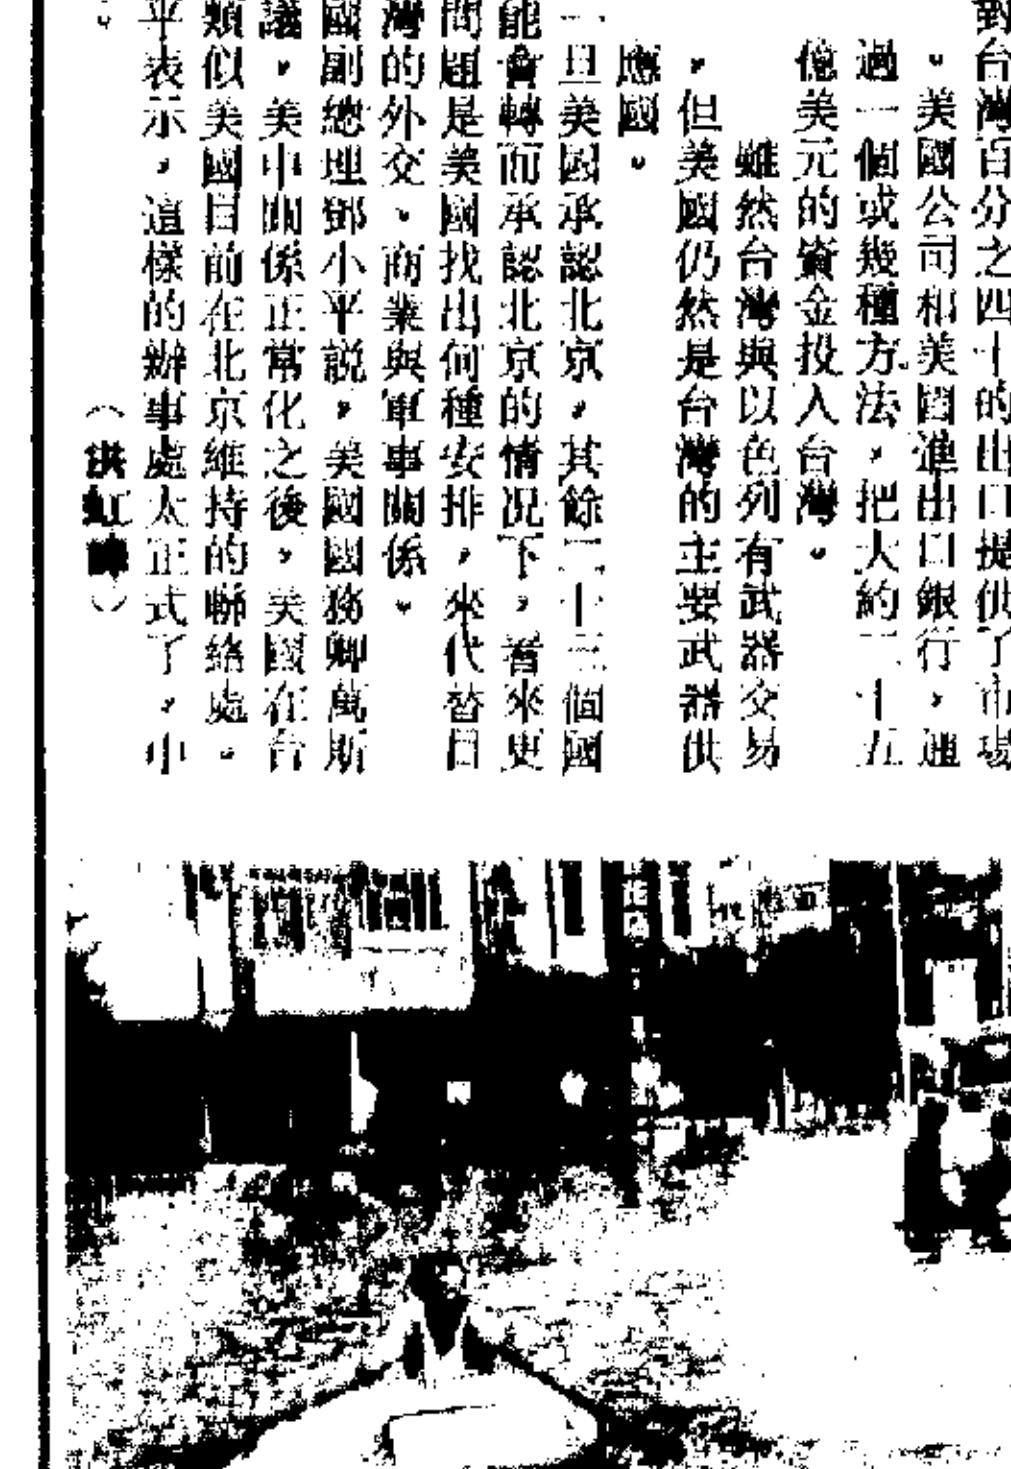 對台灣百分之四十的出口提供了市場
。美國公司和美國進出口銀行，通
過一個或幾種方法，把大約二十五
億美元的資金投入台灣。
雖然台灣與以色列有武器交易
，但美國仍然是台灣的主要武器供
應國。
一旦美國承認北京，其餘二十三個國
能會轉而承認北京的情况下，看來更
問題是美國找出何種安排，來代替目
灣的外交、商業與軍事關係。
國副總理鄧小平說，美國國務卿萬斯
議，美中關係正常化之後，美國在台
類似美國目前在北京維持的聯絡處。
平表示，這樣的辦事處太正式了，中
。
（洪虹）